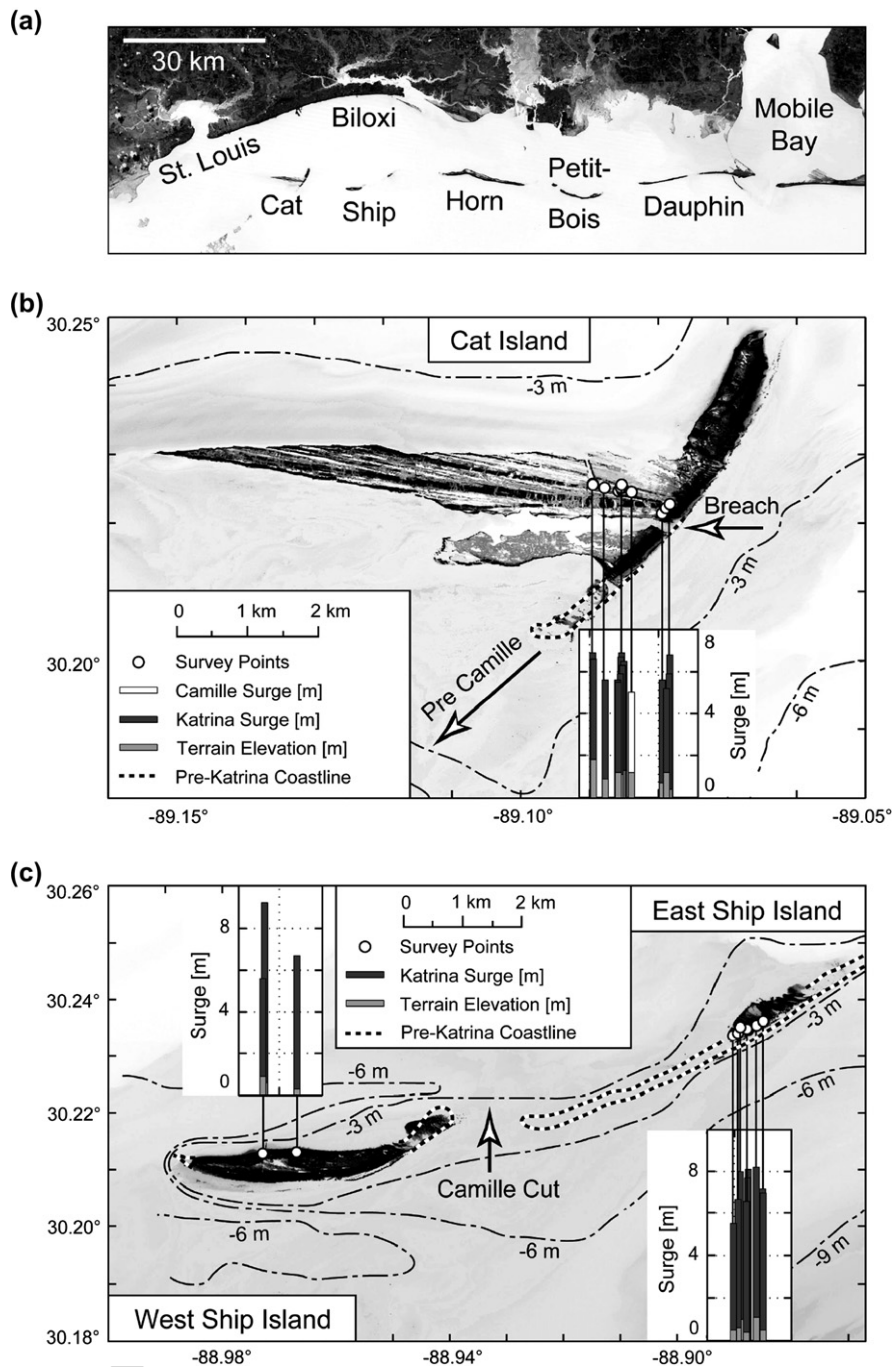 (a)
30 km
Biloxi
St. Louis
Mobile
Bay
Cat
Ship
Horn
Petit-
Bois
Dauphin
(b)
30.25°
Cat Island
-3 m
Breach
-3 m
0 1 km 2 km
Survey Points
Camille Surge [m]
Katrina Surge [m]
Terrain Elevation [m]
Pre-Katrina Coastline
30.20°
Pre Camille
-6 m
8
4
0
Surge [m]
-89.15° -89.10° -89.05°
(c)
30.26°
8
4
0
Surge [m]
0 1 km 2 km
Survey Points
Katrina Surge [m]
Terrain Elevation [m]
Pre-Katrina Coastline
East Ship Island
30.24°
-3 m
-6 m
-6 m
30.22°
-3 m
Camille Cut
8
4
0
Surge [m]
30.20°
-6 m
-6 m
-9 m
West Ship Island
30.18°
-88.98° -88.94° -88.90°